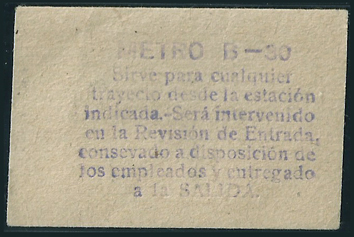 METRO B-30
Sirve para cualquier
trayecto desde la estación
indicada.-Será intervenido
en la Revisión de Entrada,
consevado a disposición de
los empleados y entregado
a la SALIDA.